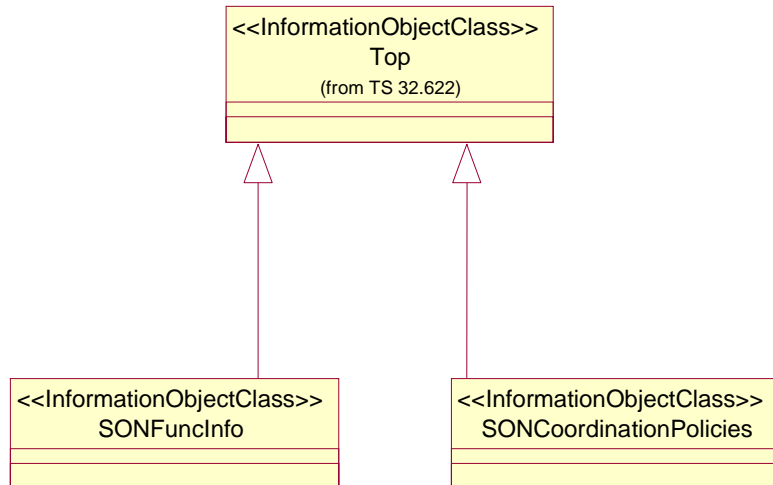 <<InformationObjectClass>>
Top
(from TS 32.622)
<<InformationObjectClass>>
SONFuncInfo
<<InformationObjectClass>>
SONCoordinationPolicies